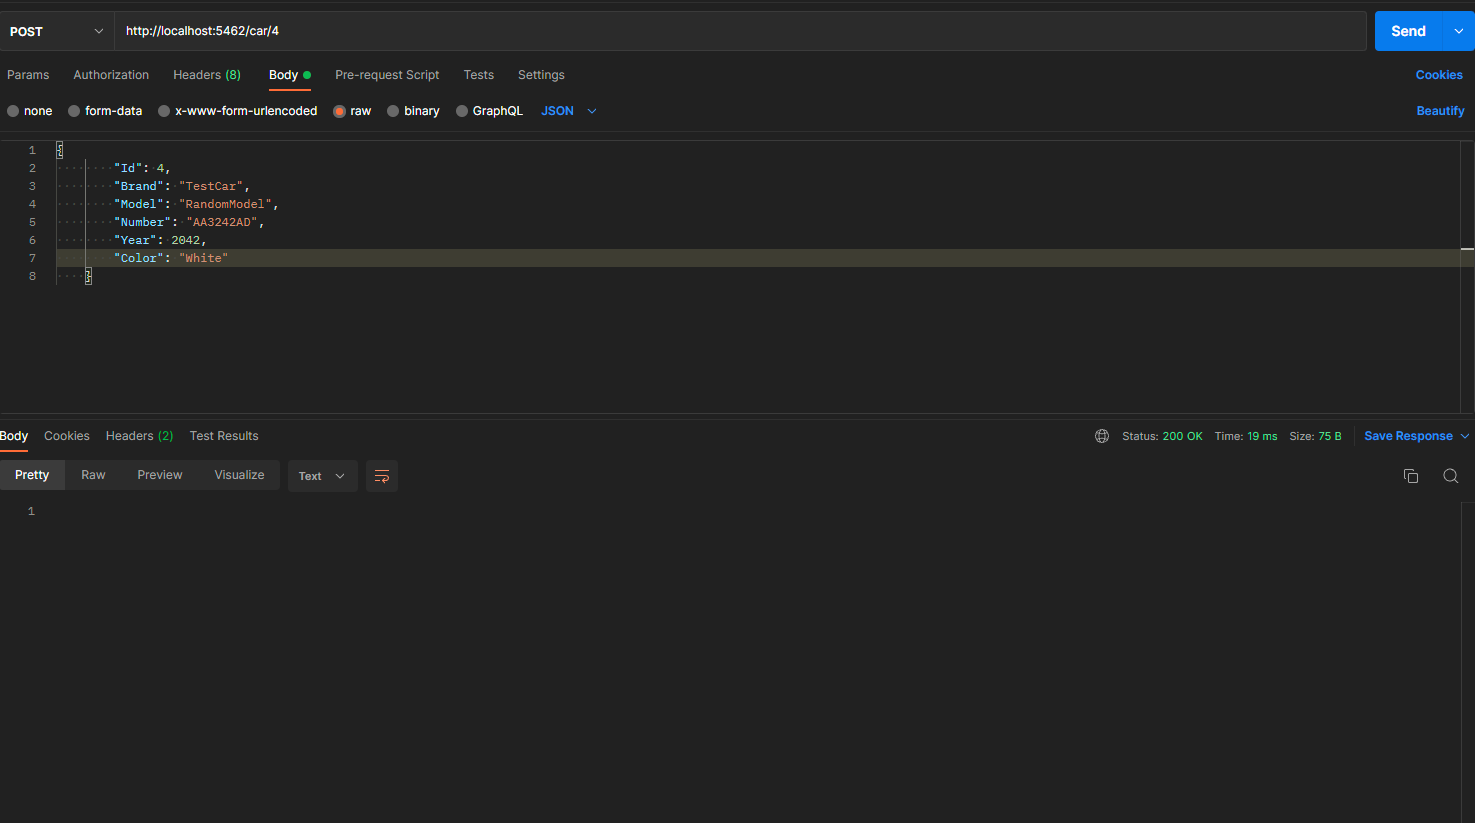 POST http://localhost:5462/car/4 Send
Params Authorization Headers (8) Body Pre-request Script Tests Settings Cookies
none form-data x-www-form-urlencoded raw binary GraphQL JSON Beautify
1 {
2 "Id": 4,
3 "Brand": "TestCar",
4 "Model": "RandomModel",
5 "Number": "AA3242AD",
6 "Year": 2042,
7 "Color": "White"
8 }
Body Cookies Headers (2) Test Results Status: 200 OK Time: 19 ms Size: 75 B Save Response
Pretty Raw Preview Visualize Text
1